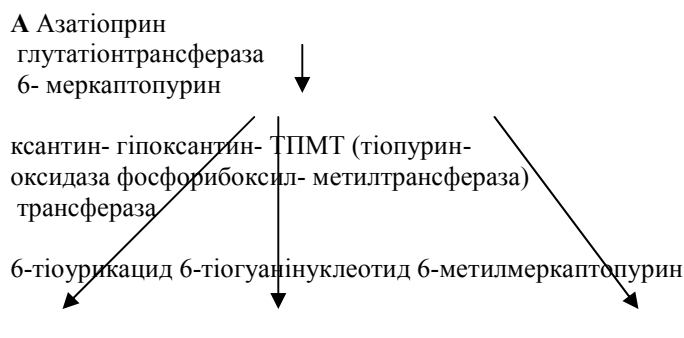 А Азатіоприн
глутатіонтрансфераза
6- меркаптопурин
ксантин- гіпоксантин- ТПМТ (тіопурин-
оксидаза фосфорибоксил- метилтрансфераза)
трансфераза
6-тіоурикацид 6-тіогуанінуклеотид 6-метилмеркаптопурин